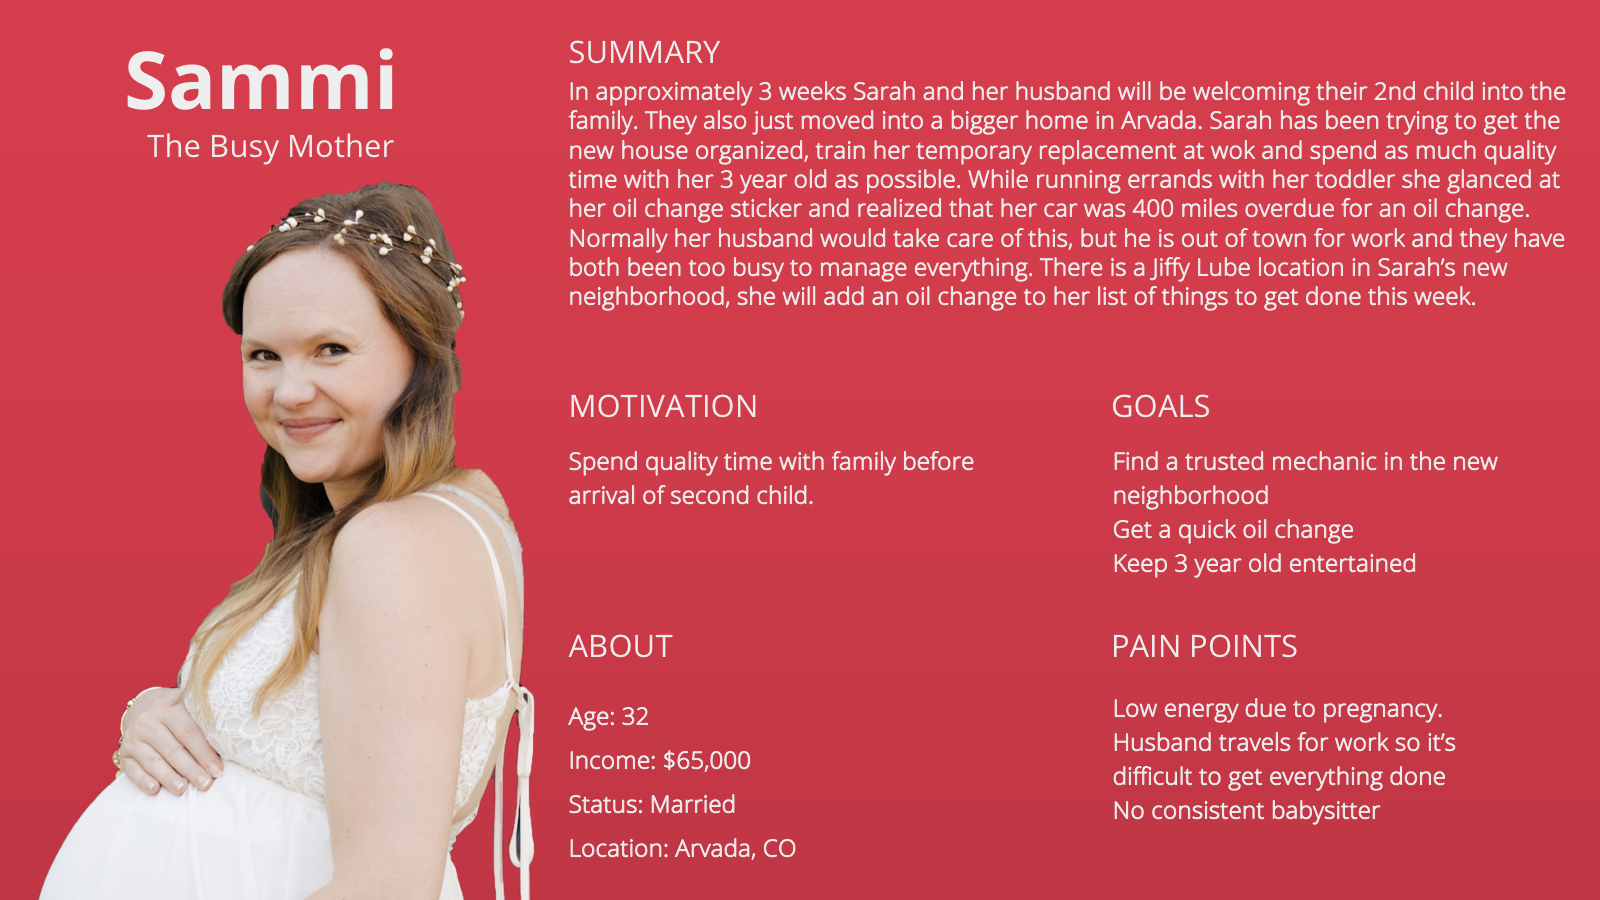 Sammi
The Busy Mother
SUMMARY
In approximately 3 weeks Sarah and her husband will be welcoming their 2nd child into the
family. They also just moved into a bigger home in Arvada. Sarah has been trying to get the
new house organized, train her temporary replacement at wok and spend as much quality
time with her 3 year old as possible. While running errands with her toddler she glanced at
her oil change sticker and realized that her car was 400 miles overdue for an oil change.
Normally her husband would take care of this, but he is out of town for work and they have
both been too busy to manage everything. There is a Jiffy Lube location in Sarah’s new
neighborhood, she will add an oil change to her list of things to get done this week.
MOTIVATION
Spend quality time with family before
arrival of second child.
GOALS
Find a trusted mechanic in the new
neighborhood
Get a quick oil change
Keep 3 year old entertained
ABOUT
Age: 32
Income: $65,000
Status: Married
Location: Arvada, CO
PAIN POINTS
Low energy due to pregnancy.
Husband travels for work so it’s
difficult to get everything done
No consistent babysitter